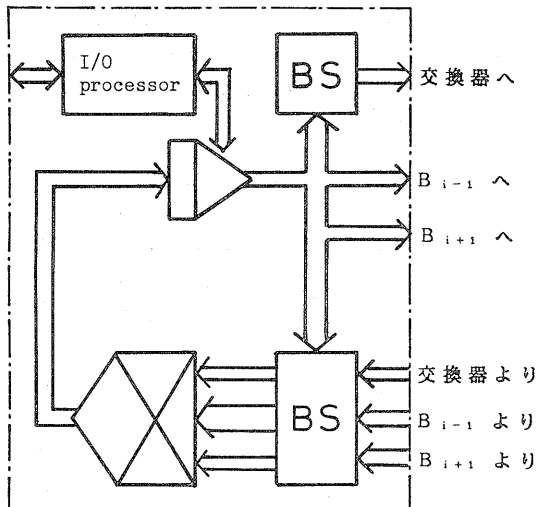 I/O
processor
BS
交換器へ
B i-1 へ
B i+1 へ
BS
交換器より
B i-1 より
B i+1 より